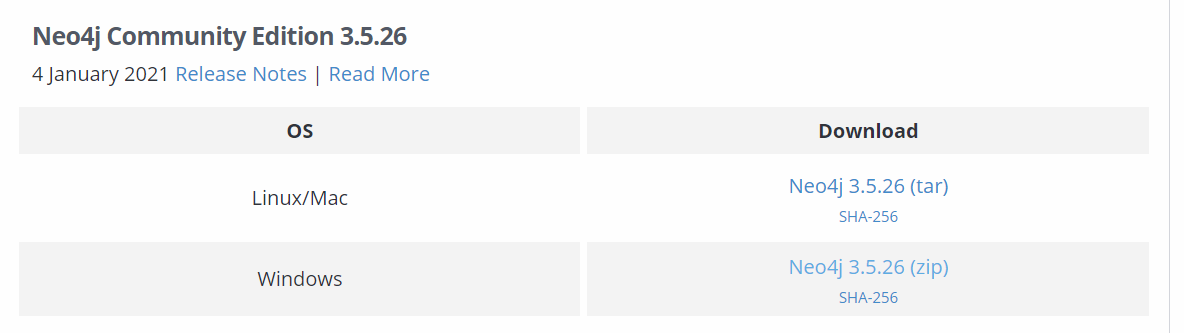 Neo4j Community Edition 3.5.26
4 January 2021 Release Notes | Read More
OS Download
Linux/Mac Neo4j 3.5.26 (tar)
SHA-256
Windows Neo4j 3.5.26 (zip)
SHA-256